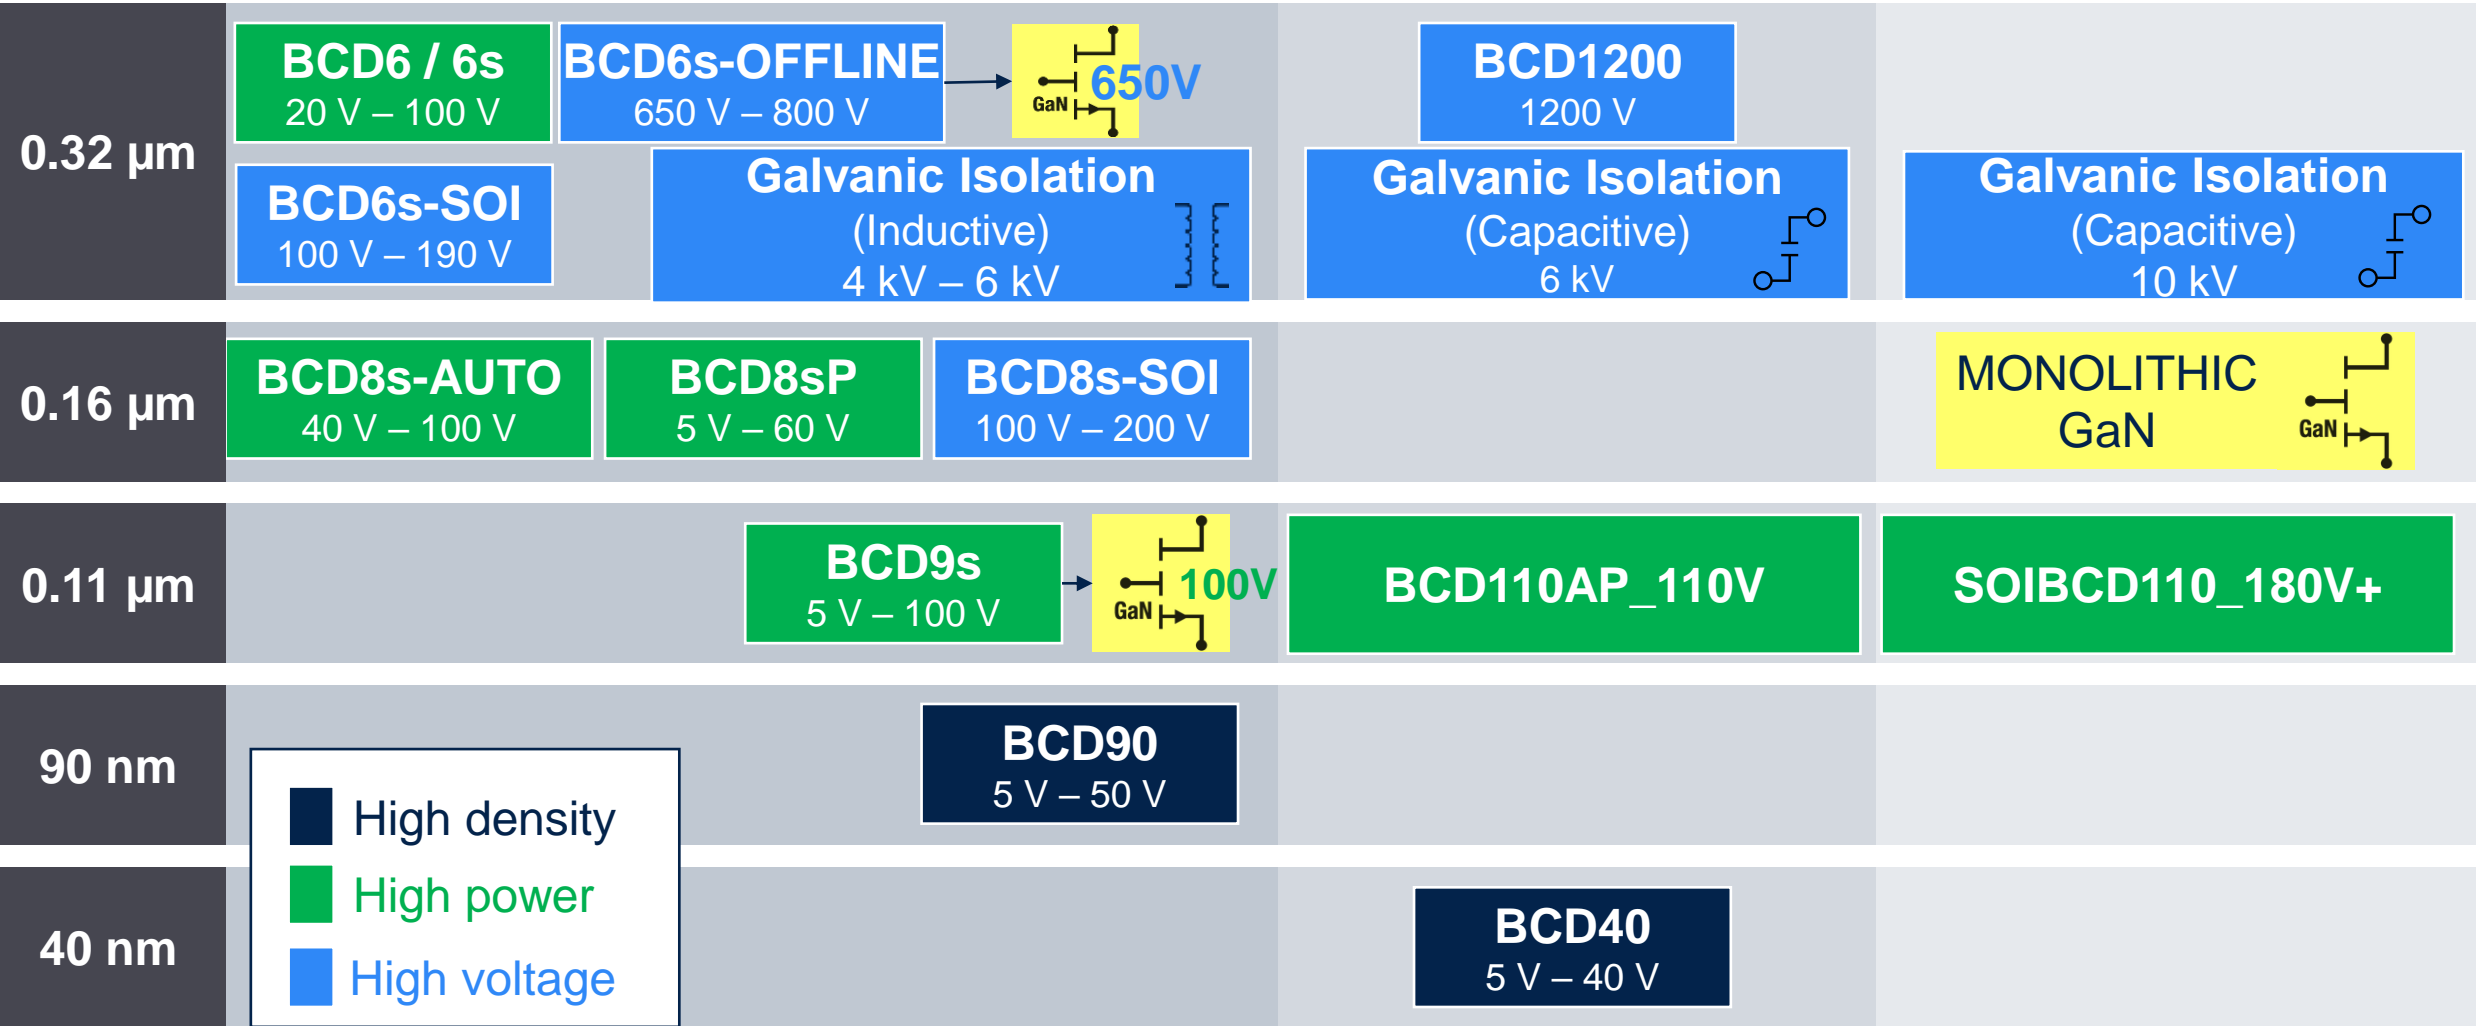 0.32 µm
BCD6 / 6s
20 V – 100 V
BCD6s-OFFLINE
650 V – 800 V
GaN
650V
BCD1200
1200 V
BCD6s-SOI
100 V – 190 V
Galvanic Isolation
(Inductive)
4 kV – 6 kV
Galvanic Isolation
(Capacitive)
6 kV
Galvanic Isolation
(Capacitive)
10 kV
0.16 µm
BCD8s-AUTO
40 V – 100 V
BCD8sP
5 V – 60 V
BCD8s-SOI
100 V – 200 V
MONOLITHIC
GaN
GaN
0.11 µm
BCD9s
5 V – 100 V
GaN
100V
BCD110AP_110V
SOIBCD110_180V+
90 nm
BCD90
5 V – 50 V
40 nm
BCD40
5 V – 40 V
High density
High power
High voltage